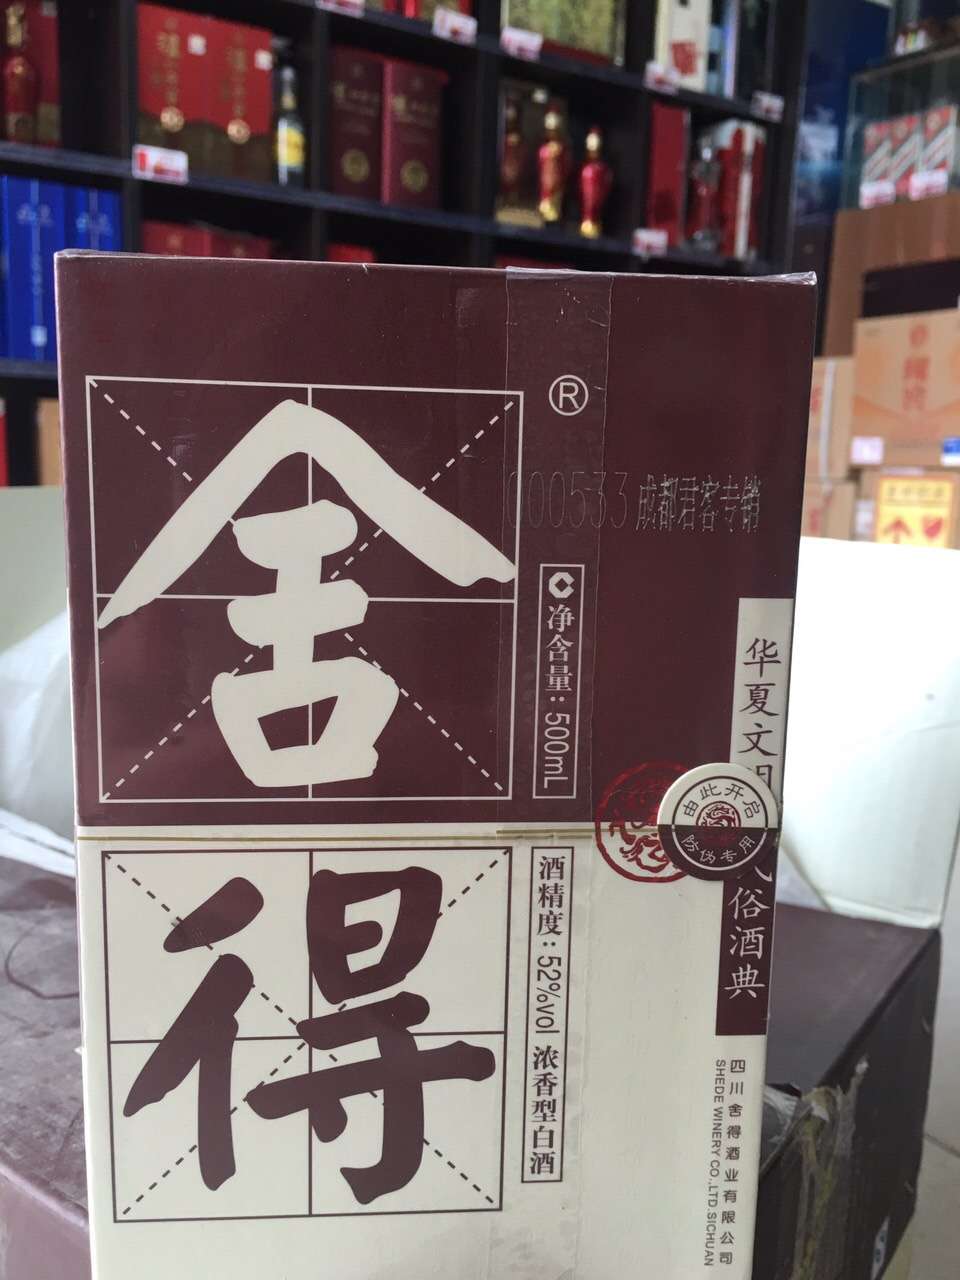 舍
得
®
000533 成都君客专销
净含量：500mL
酒精度：52%vol 浓香型白酒
华夏文
俗酒典
由此开启
防伪专用
四川舍得酒业有限公司
SHEDE WINERY CO.,LTD.SICHUAN